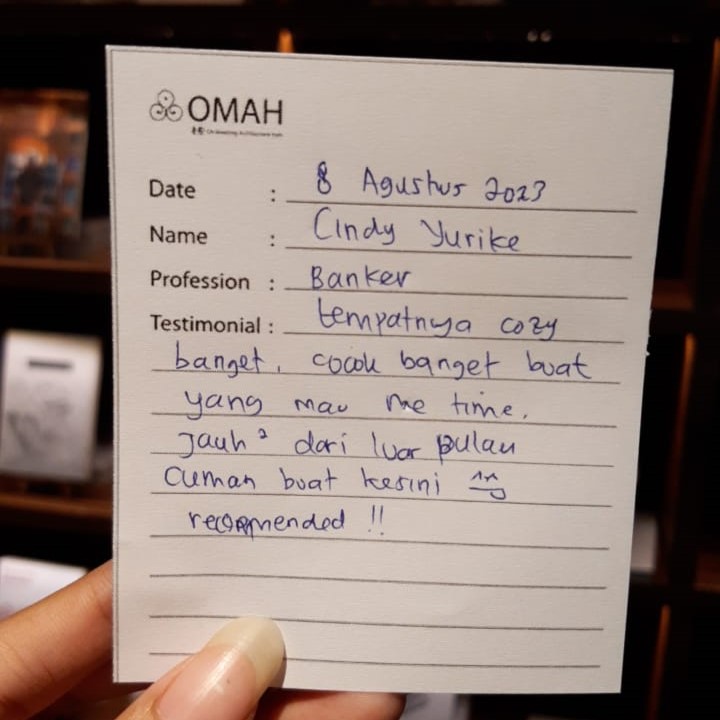 OMAH
Date : 8 Agustus 2023
Name : Cindy Yurike
Profession : Banker
Testimonial : tempatnya cozy
banget, cocok banget buat
yang mau me time.
Jauh² dari luar pulau
cuman buat kesini ^^
recommended !!